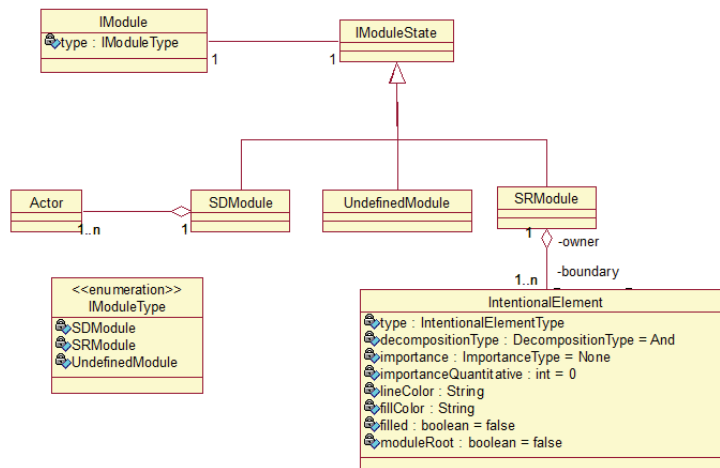 IModule
type : IModuleType
1
1
IModuleState
Actor
1..n
1
SDModule
UndefinedModule
SRModule
1
-owner
-boundary
1..n
<<enumeration>>
IModuleType
SDModule
SRModule
UndefinedModule
IntentionalElement
type : IntentionalElementType
decompositionType : DecompositionType = And
importance : ImportanceType = None
importanceQuantitative : int = 0
lineColor : String
fillColor : String
filled : boolean = false
moduleRoot : boolean = false